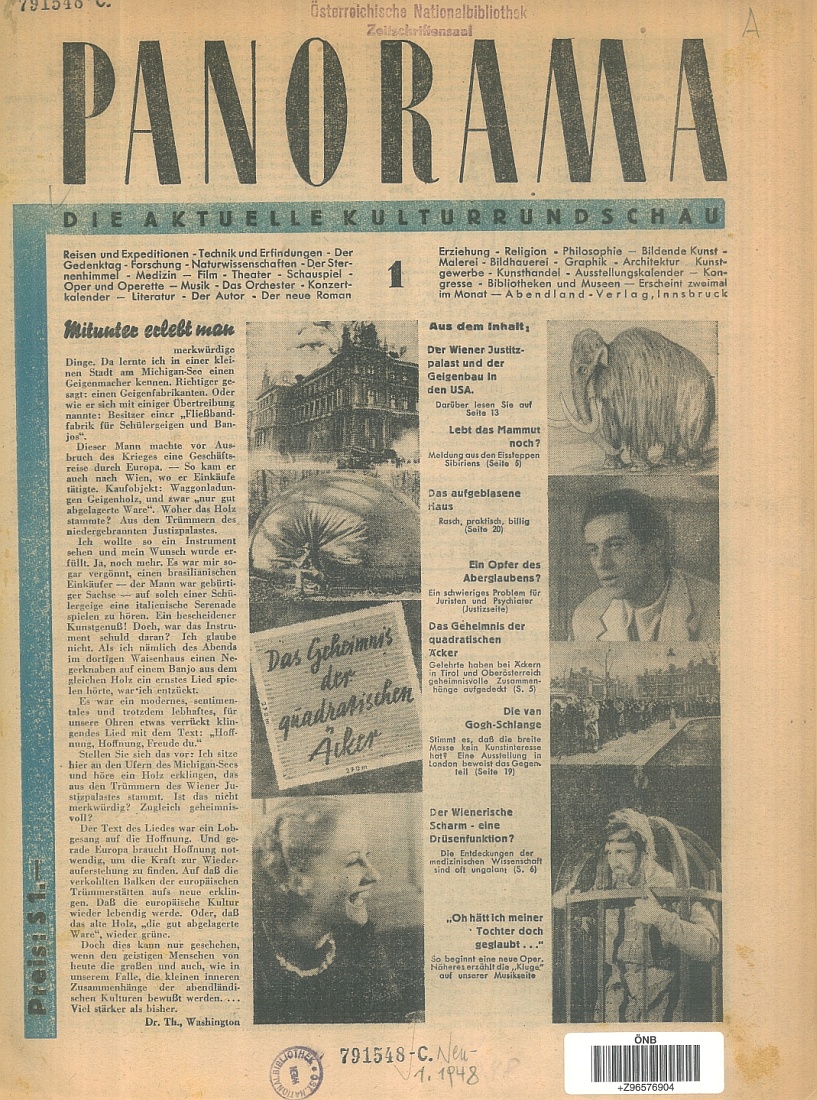 791548-C.
Österreichische Nationalbibliothek
Zeitschriftensaal
A
PANORAMA
DIE AKTUELLE KULTURRUNDSCHAU
Reisen und Expeditionen - Technik und Erfindungen - Der
Gedenktag - Forschung - Naturwissenschaften - Der Ster-
nenhimmel - Medizin — Film - Theater - Schauspiel -
Oper und Operette — Musik - Das Orchester - Konzert-
kalender — Literatur - Der Autor - Der neue Roman
1
Erziehung - Religion - Philosophie — Bildende Kunst -
Malerei - Bildhauerei - Graphik - Architektur - Kunst-
gewerbe - Kunsthandel - Ausstellungskalender — Kon-
gresse - Bibliotheken und Museen — Erscheint zweimal
im Monat — Abendland-Verlag, Innsbruck
Mitunter erlebt man
merkwürdige
Dinge. Da lernte ich in einer klei-
nen Stadt am Michigan-See einen
Geigenmacher kennen. Richtiger ge-
sagt: einen Geigenfabrikanten. Oder
wie er sich mit einiger Übertreibung
nannte: Besitzer einer „Fließband-
fabrik für Schülergeigen und Ban-
jos“.
Dieser Mann machte vor Aus-
bruch des Krieges eine Geschäfts-
reise durch Europa. — So kam er
auch nach Wien, wo er Einkäufe
tätigte. Kaufobjekt: Waggonladun-
gen Geigenholz, und zwar „nur gut
abgelagerte Ware“. Woher das Holz
stammte? Aus den Trümmern des
niedergebrannten Justizpalastes.
Ich wollte so ein Instrument
sehen und mein Wunsch wurde er-
füllt. Ja, noch mehr. Es war mir so-
gar vergönnt, einen brasilianischen
Einkäufer — der Mann war gebürti-
ger Sachse — auf solch einer Schü-
lergeige eine italienische Serenade
spielen zu hören. Ein bescheidener
Kunstgenuß! Doch, war das Instru-
ment schuld daran? Ich glaube
nicht. Als ich nämlich des Abends
im dortigen Waisenhaus einen Ne-
gerknaben auf einem Banjo aus dem
gleichen Holz ein ernstes Lied spie-
len hörte, war ich entzückt.
Es war ein modernes, sentimen-
tales und trotzdem lebhaftes, für
unsere Ohren etwas verrückt klin-
gendes Lied mit dem Text: „Hoff-
nung, Hoffnung, Freude du.“
Stellen Sie sich das vor: Ich sitze
hier an den Ufern des Michigan-Sees
und höre ein Holz erklingen, das
aus den Trümmern des Wiener Ju-
stizpalastes stammt. Ist das nicht
merkwürdig? Zugleich geheimnis-
voll?
Der Text des Liedes war ein Lob-
gesang auf die Hoffnung. Und ge-
rade Europa braucht Hoffnung not-
wendig, um die Kraft zur Wieder-
auferstehung zu finden. Auf daß die
verkohlten Balken der europäischen
Trümmerstätten aufs neue erklin-
gen. Daß die europäische Kultur
wieder lebendig werde. Oder, daß
das alte Holz, „die gut abgelagerte
Ware“, wieder grüne.
Doch dies kann nur geschehen,
wenn den geistigen Menschen von
heute die großen und auch, wie in
unserem Falle, die kleinen inneren
Zusammenhänge der abendländi-
schen Kulturen bewußt werden. ...
Viel stärker als bisher.
Dr. Th., Washington
Das Geheimnis
der
quadratischen
Äcker
270 m
270 m
Aus dem Inhalt:
Der Wiener Justitz-
palast und der
Geigenbau in
den USA.
Darüber lesen Sie auf
Seite 13
Lebt das Mammut
noch?
Meldung aus den Eissteppen
Sibiriens (Seite 6)
Das aufgeblasene
Haus
Rasch, praktisch, billig
(Seite 20)
Ein Opfer des
Aberglaubens?
Ein schwieriges Problem für
Juristen und Psychiater
(Justizseite)
Das Geheimnis der
quadratischen
Äcker
Gelehrte haben bei Äckern
in Tirol und Oberösterreich
geheimnisvolle Zusammen-
hänge aufgedeckt (S. 5)
Die van
Gogh-Schlange
Stimmt es, daß die breite
Masse kein Kunstinteresse
hat? Eine Ausstellung in
London beweist das Gegen-
teil (Seite 19)
Der Wienerische
Scharm - eine
Drüsenfunktion?
Die Entdeckungen der
medizinischen Wissenschaft
sind oft ungalant (S. 6)
„Oh hätt ich meiner
Tochter doch
geglaubt . . .“
So beginnt eine neue Oper.
Näheres erzählt die „Kluge“
auf unserer Musikseite
Preis: S 1.—
791548-C. Neu-
1. 1948
ÖST. NATIONALBIBLIOTHEK
WIEN
ÖNB
+Z96576904